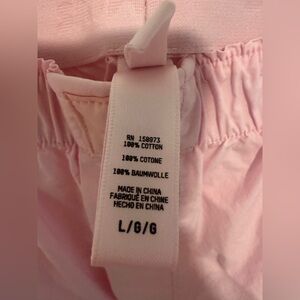 RN 158973
100% COTTON
100% COTONE
100% BAUMWOLLE
MADE IN CHINA
FABRIQUÉ EN CHINE
HECHO EN CHINA
L/G/G